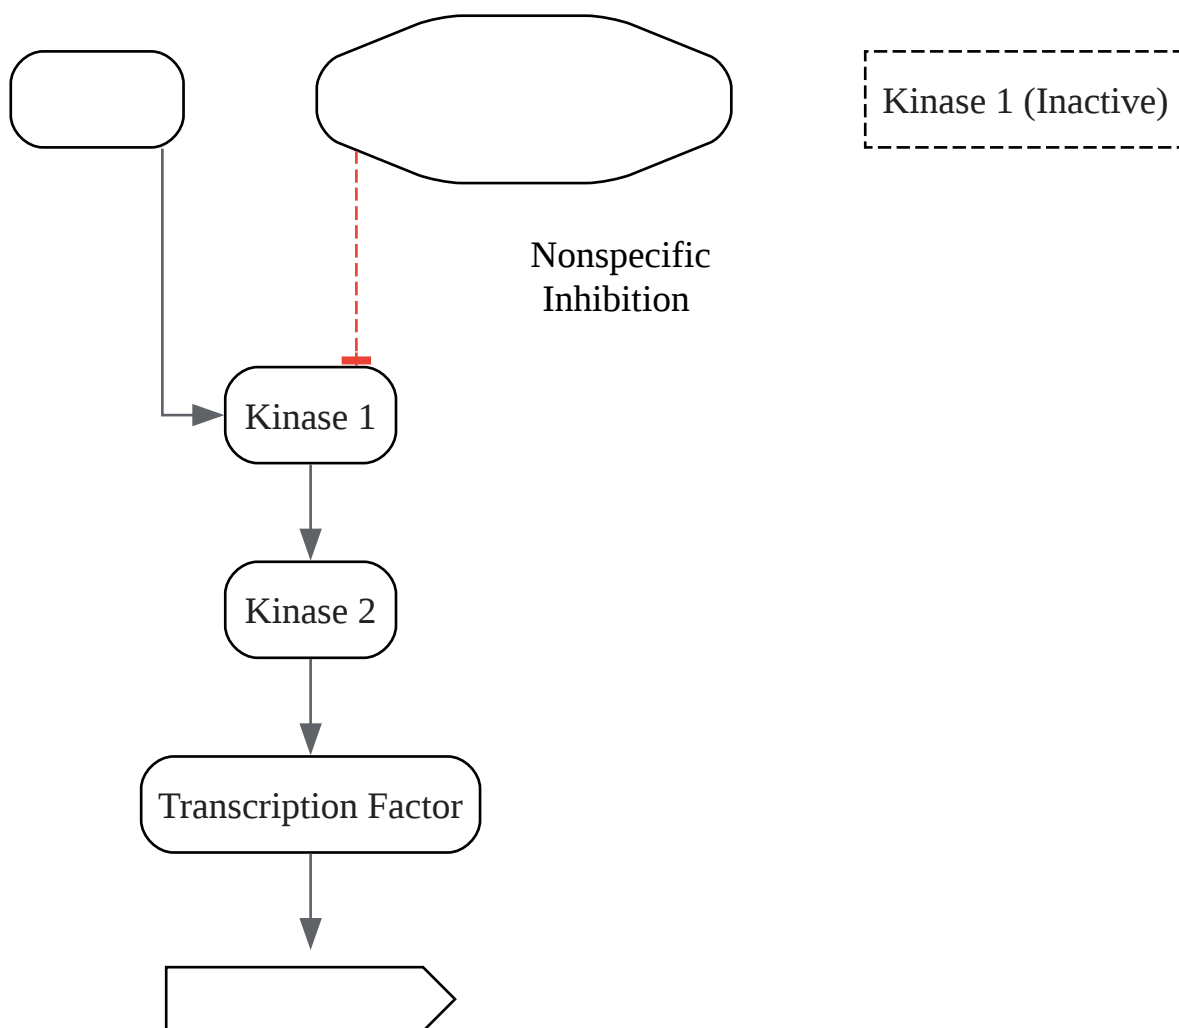 Kinase 1 (Inactive)
Nonspecific
Inhibition
Kinase 1
Kinase 2
Transcription Factor